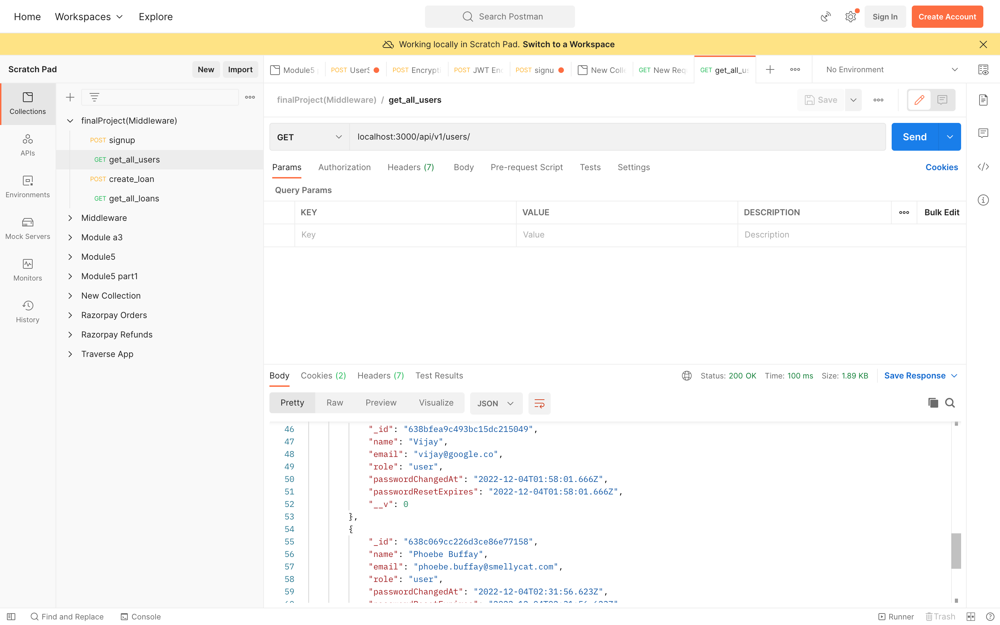 Home Workspaces Explore Search Postman Sign In Create Account
Working locally in Scratch Pad. Switch to a Workspace
Scratch Pad New Import
Module5 POST UserS POST Encrypti POST JWT Enc POST signu New Colle GET New Req GET get_all_us No Environment
Collections
APIs
Environments
Mock Servers
Monitors
History
finalProject(Middleware)
POST signup
GET get_all_users
POST create_loan
GET get_all_loans
Middleware
Module a3
Module5
Module5 part1
New Collection
Razorpay Orders
Razorpay Refunds
Traverse App
finalProject(Middleware) / get_all_users Save
GET localhost:3000/api/v1/users/ Send
Params Authorization Headers (7) Body Pre-request Script Tests Settings Cookies
Query Params
KEY VALUE DESCRIPTION Bulk Edit
Key Value Description
Body Cookies (2) Headers (7) Test Results Status: 200 OK Time: 100 ms Size: 1.89 KB Save Response
Pretty Raw Preview Visualize JSON
46 "_id": "638bfea9c493bc15dc215049",
47 "name": "Vijay",
48 "email": "vijay@google.co",
49 "role": "user",
50 "passwordChangedAt": "2022-12-04T01:58:01.666Z",
51 "passwordResetExpires": "2022-12-04T01:58:01.666Z",
52 "__v": 0
53 },
54 {
55 "_id": "638c069cc226d3ce86e77158",
56 "name": "Phoebe Buffay",
57 "email": "phoebe.buffay@smellycat.com",
58 "role": "user",
59 "passwordChangedAt": "2022-12-04T02:31:56.623Z",
Find and Replace Console Runner Trash